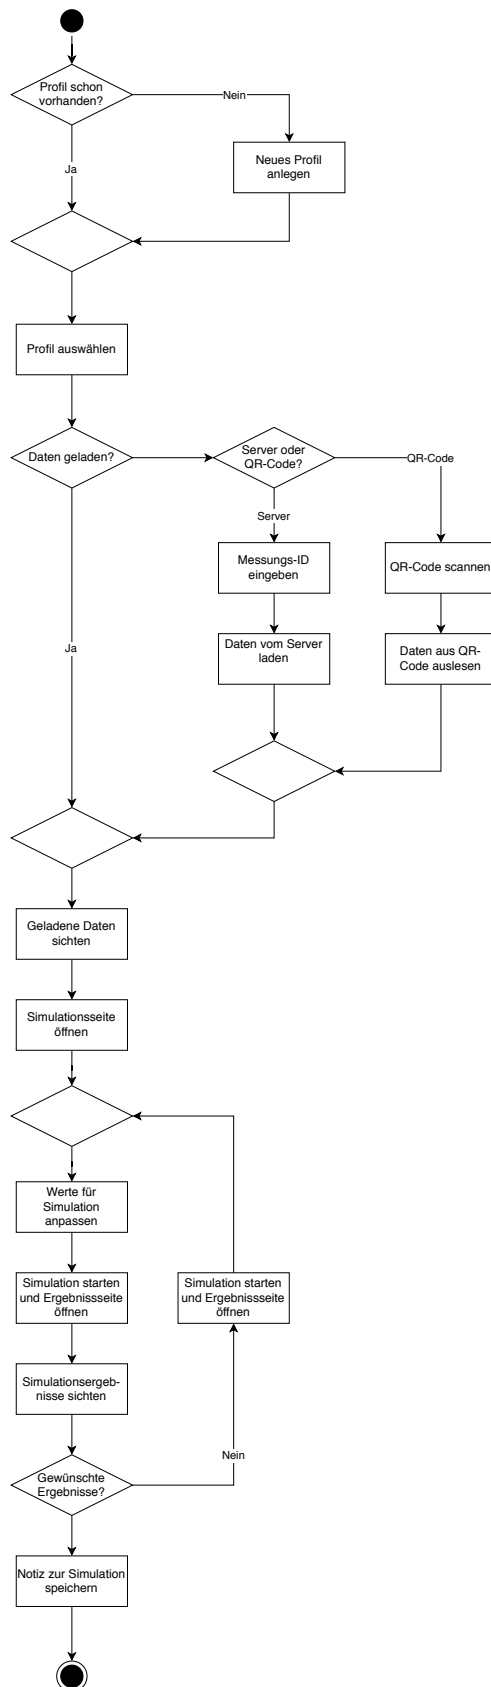 Profil schon
vorhanden?
Nein
Ja
Neues Profil
anlegen
Profil auswählen
Daten geladen?
Server oder
QR-Code?
QR-Code
Server
Messungs-ID
eingeben
QR-Code scannen
Ja
Daten vom Server
laden
Daten aus QR-
Code auslesen
Geladene Daten
sichten
Simulationsseite
öffnen
Werte für
Simulation
anpassen
Simulation starten
und Ergebnissseite
öffnen
Simulation starten
und Ergebnissseite
öffnen
Simulationsergeb-
nisse sichten
Nein
Gewünschte
Ergebnisse?
Notiz zur Simulation
speichern